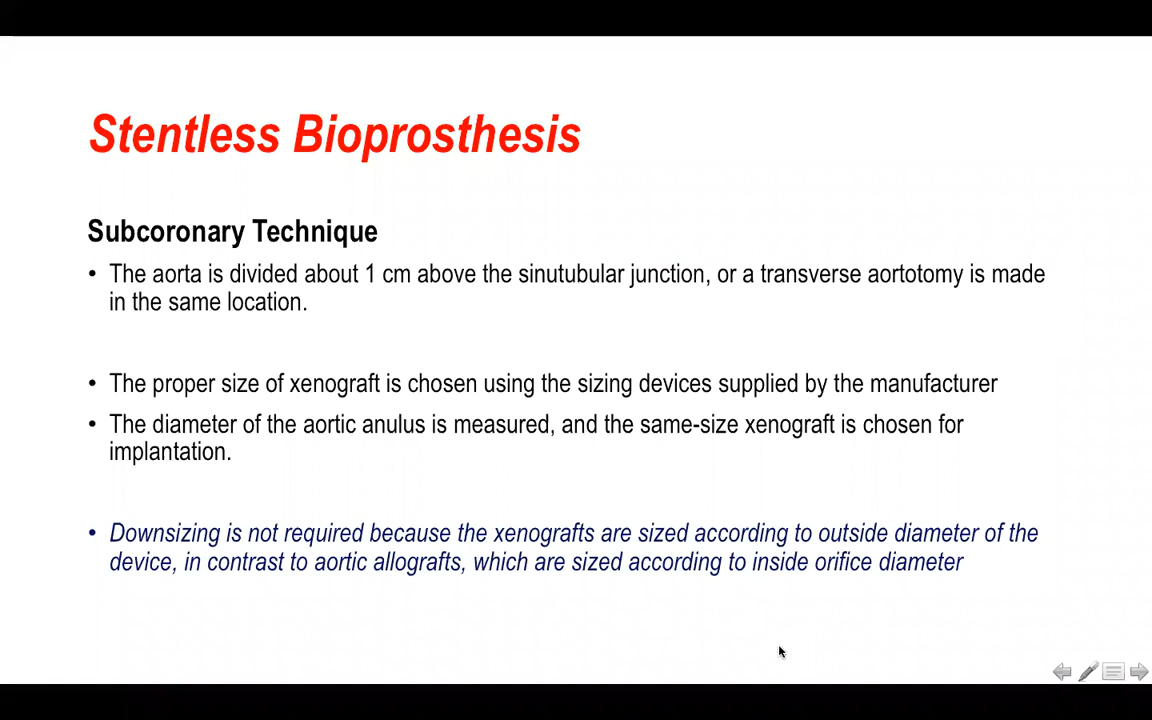 Stentless Bioprosthesis
Subcoronary Technique
• The aorta is divided about 1 cm above the sinutubular junction, or a transverse aortotomy is made
in the same location.
• The proper size of xenograft is chosen using the sizing devices supplied by the manufacturer
• The diameter of the aortic anulus is measured, and the same-size xenograft is chosen for
implantation.
• Downsizing is not required because the xenografts are sized according to outside diameter of the
device, in contrast to aortic allografts, which are sized according to inside orifice diameter